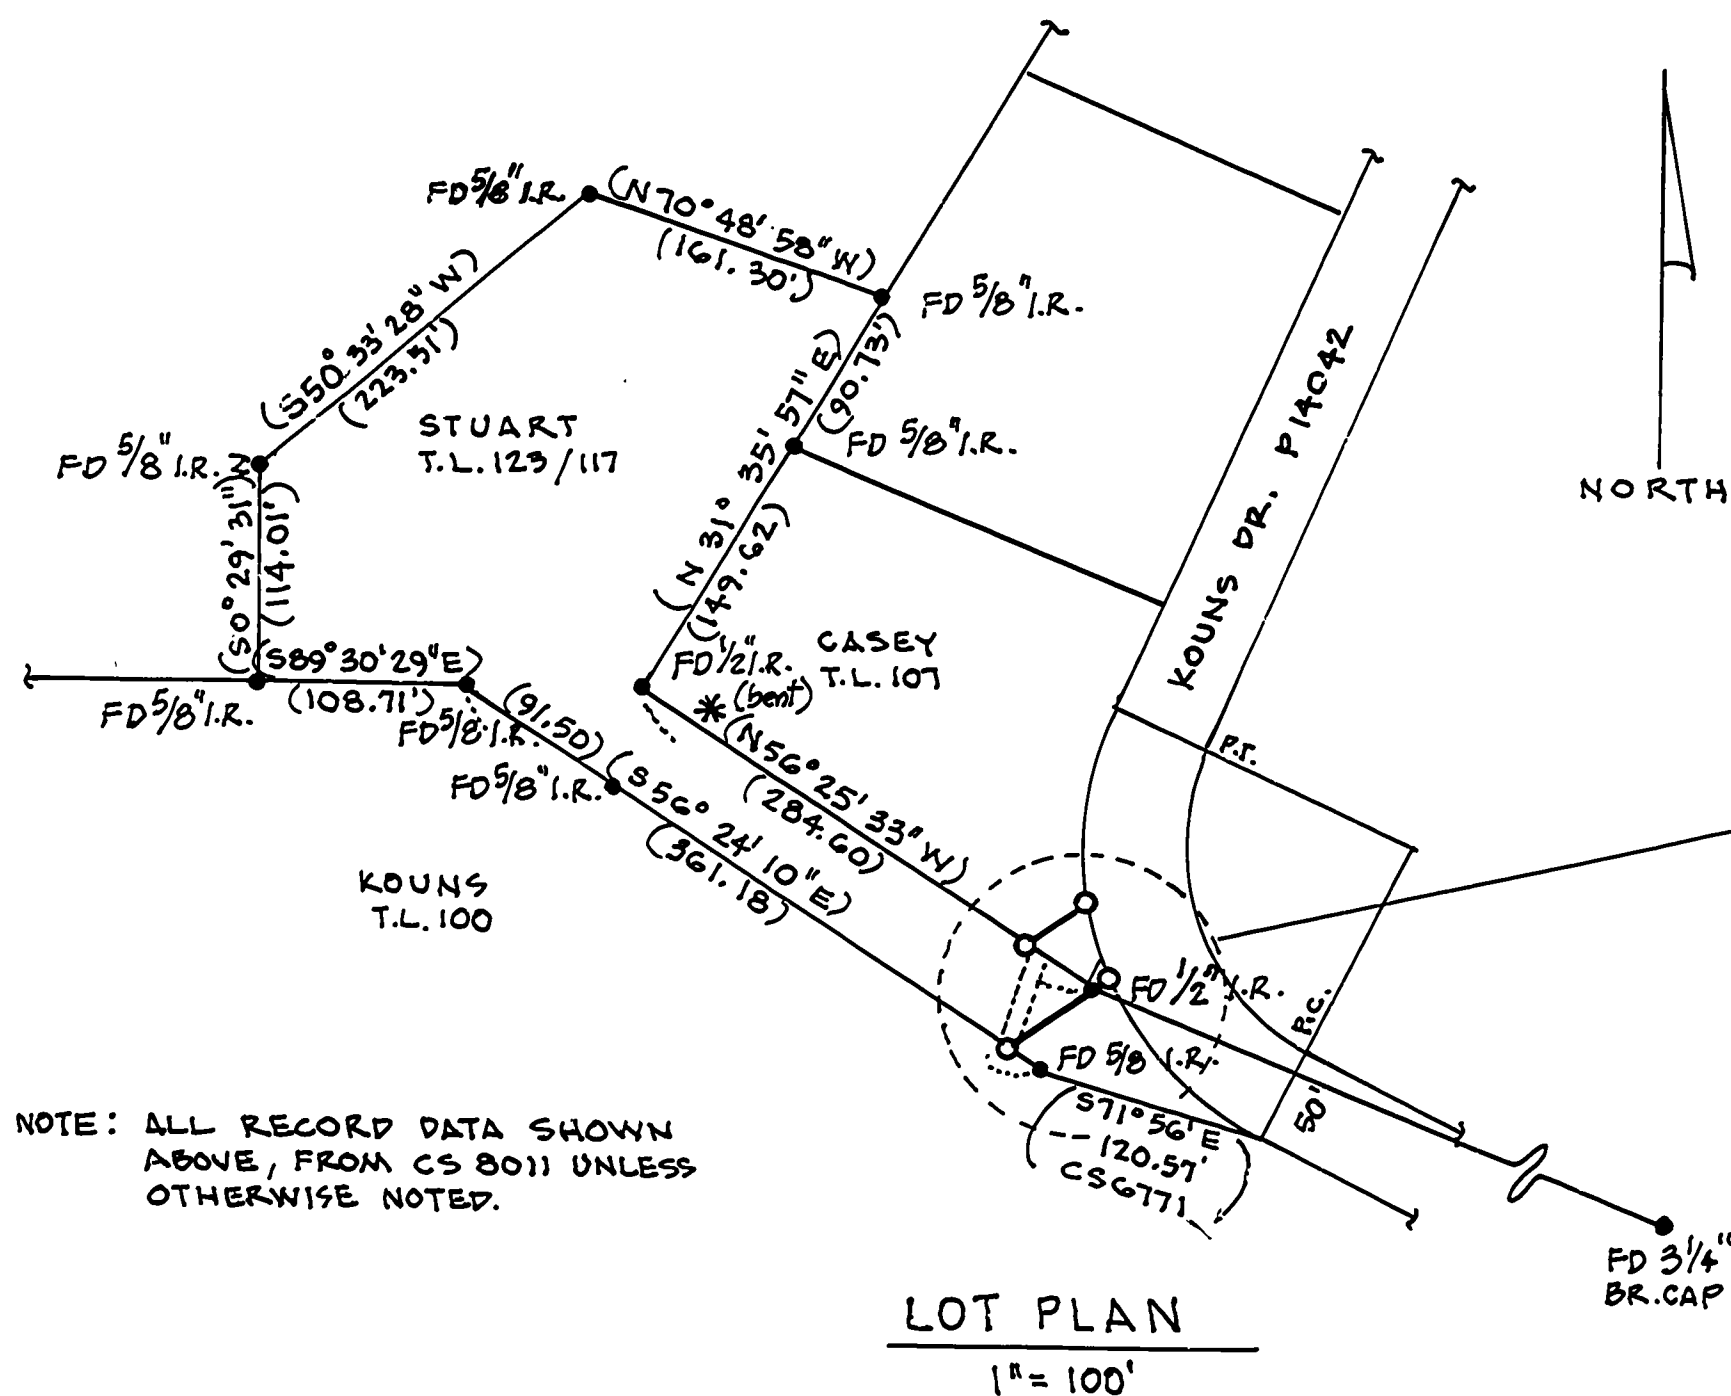 FD 5/8" I.R.
(N 70° 48' 58" W)
(161.30')
FD 5/8" I.R.
(S50° 33' 28" W)
(223.31')
(N 31° 35' 57" E)
(90.73')
STUART
T.L. 123/117
FD 5/8" I.R.
FD 5/8" I.R.
KOUNS DR. P14042
NORTH
(S0° 29' 31" W)
(114.01')
(149.62)
(S89° 30' 29" E)
(108.71')
FD 5/8" I.R.
FD 5/8" I.R.
FD 1/2" I.R.
* (bent)
CASEY
T.L. 107
(91.50)
FD 5/8" I.R.
(S 56° 24' 10" E)
(361.18)
(N56° 25' 33" W)
(284.60)
P.T.
KOUNS
T.L. 100
FD 1/2" I.R.
P.C.
FD 5/8 I.R.
50'
(S71° 56' E
120.57'
CS6771)
NOTE: ALL RECORD DATA SHOWN
ABOVE, FROM CS 8011 UNLESS
OTHERWISE NOTED.
FD 3 1/4"
BR. CAP
LOT PLAN
1" = 100'